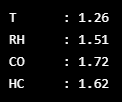 T : 1.26
RH : 1.51
CO : 1.72
HC : 1.62